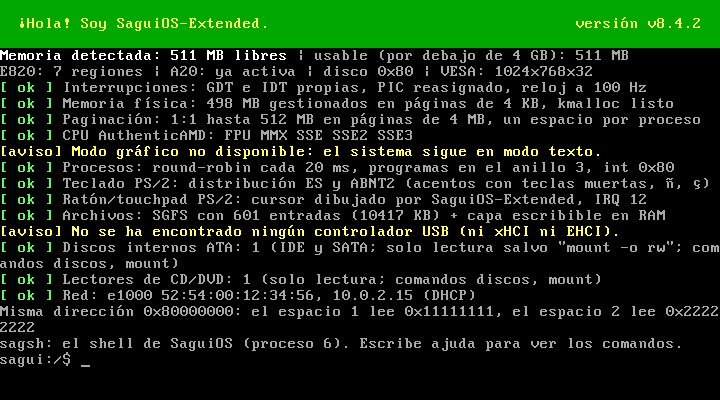 ¡Hola! Soy SaguiOS-Extended. versión v8.4.2
Memoria detectada: 511 MB libres | usable (por debajo de 4 GB): 511 MB
E820: 7 regiones | A20: ya activa | disco 0x80 | VESA: 1024x768x32
[ ok ] Interrupciones: GDT e IDT propias, PIC reasignado, reloj a 100 Hz
[ ok ] Memoria física: 498 MB gestionados en páginas de 4 KB, kmalloc listo
[ ok ] Paginación: 1:1 hasta 512 MB en páginas de 4 MB, un espacio por proceso
[ ok ] CPU AuthenticAMD: FPU MMX SSE SSE2 SSE3
[aviso] Modo gráfico no disponible: el sistema sigue en modo texto.
[ ok ] Procesos: round-robin cada 20 ms, programas en el anillo 3, int 0x80
[ ok ] Teclado PS/2: distribución ES y ABNT2 (acentos con teclas muertas, ñ, ç)
[ ok ] Ratón/touchpad PS/2: cursor dibujado por SaguiOS-Extended, IRQ 12
[ ok ] Archivos: SGFS con 601 entradas (10417 KB) + capa escribible en RAM
[aviso] No se ha encontrado ningún controlador USB (ni xHCI ni EHCI).
[ ok ] Discos internos ATA: 1 (IDE y SATA; solo lectura salvo "mount -o rw"; com
andos discos, mount)
[ ok ] Lectores de CD/DVD: 1 (solo lectura; comandos discos, mount)
[ ok ] Red: e1000 52:54:00:12:34:56, 10.0.2.15 (DHCP)
Misma dirección 0x80000000: el espacio 1 lee 0x11111111, el espacio 2 lee 0x2222
2222
sagsh: el shell de SaguiOS (proceso 6). Escribe ayuda para ver los comandos.
sagui:/$ _